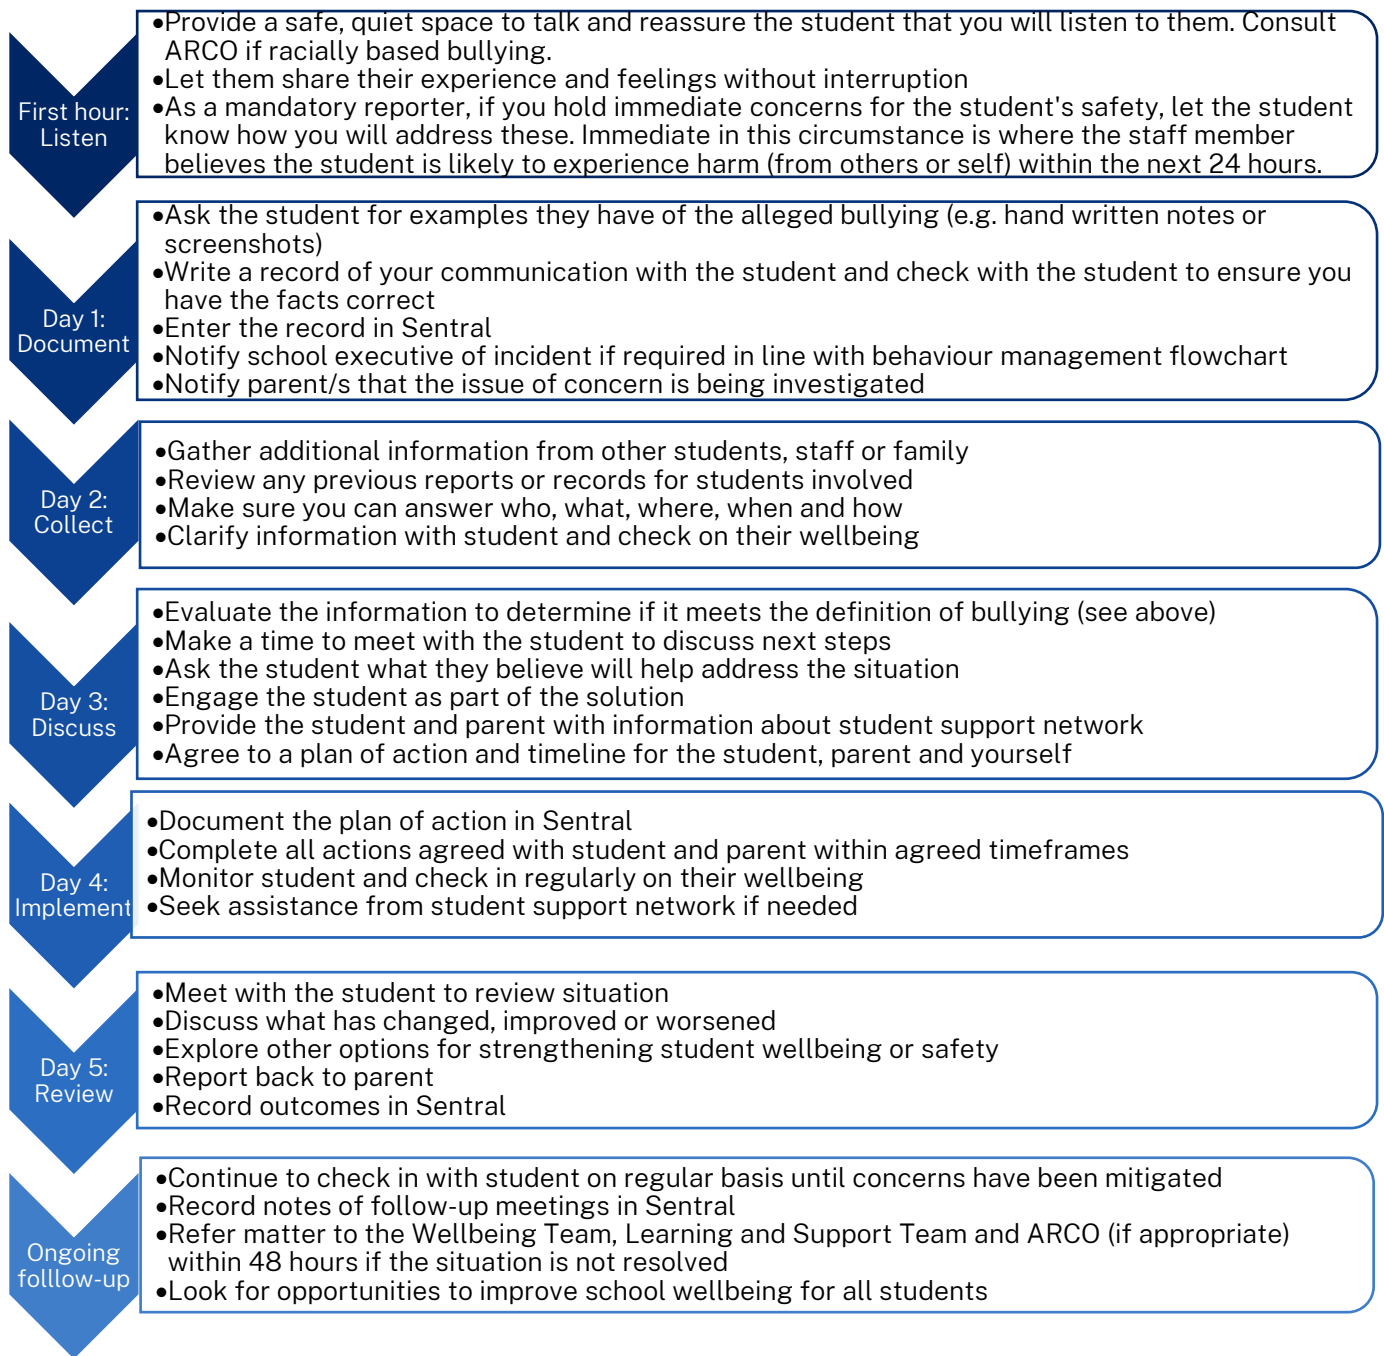 First hour:
Listen
•Provide a safe, quiet space to talk and reassure the student that you will listen to them. Consult
ARCO if racially based bullying.
•Let them share their experience and feelings without interruption
•As a mandatory reporter, if you hold immediate concerns for the student's safety, let the student
know how you will address these. Immediate in this circumstance is where the staff member
believes the student is likely to experience harm (from others or self) within the next 24 hours.
Day 1:
Document
•Ask the student for examples they have of the alleged bullying (e.g. hand written notes or
screenshots)
•Write a record of your communication with the student and check with the student to ensure you
have the facts correct
•Enter the record in Sentral
•Notify school executive of incident if required in line with behaviour management flowchart
•Notify parent/s that the issue of concern is being investigated
Day 2:
Collect
•Gather additional information from other students, staff or family
•Review any previous reports or records for students involved
•Make sure you can answer who, what, where, when and how
•Clarify information with student and check on their wellbeing
Day 3:
Discuss
•Evaluate the information to determine if it meets the definition of bullying (see above)
•Make a time to meet with the student to discuss next steps
•Ask the student what they believe will help address the situation
•Engage the student as part of the solution
•Provide the student and parent with information about student support network
•Agree to a plan of action and timeline for the student, parent and yourself
Day 4:
Implement
•Document the plan of action in Sentral
•Complete all actions agreed with student and parent within agreed timeframes
•Monitor student and check in regularly on their wellbeing
•Seek assistance from student support network if needed
Day 5:
Review
•Meet with the student to review situation
•Discuss what has changed, improved or worsened
•Explore other options for strengthening student wellbeing or safety
•Report back to parent
•Record outcomes in Sentral
Ongoing
folllow-up
•Continue to check in with student on regular basis until concerns have been mitigated
•Record notes of follow-up meetings in Sentral
•Refer matter to the Wellbeing Team, Learning and Support Team and ARCO (if appropriate)
within 48 hours if the situation is not resolved
•Look for opportunities to improve school wellbeing for all students